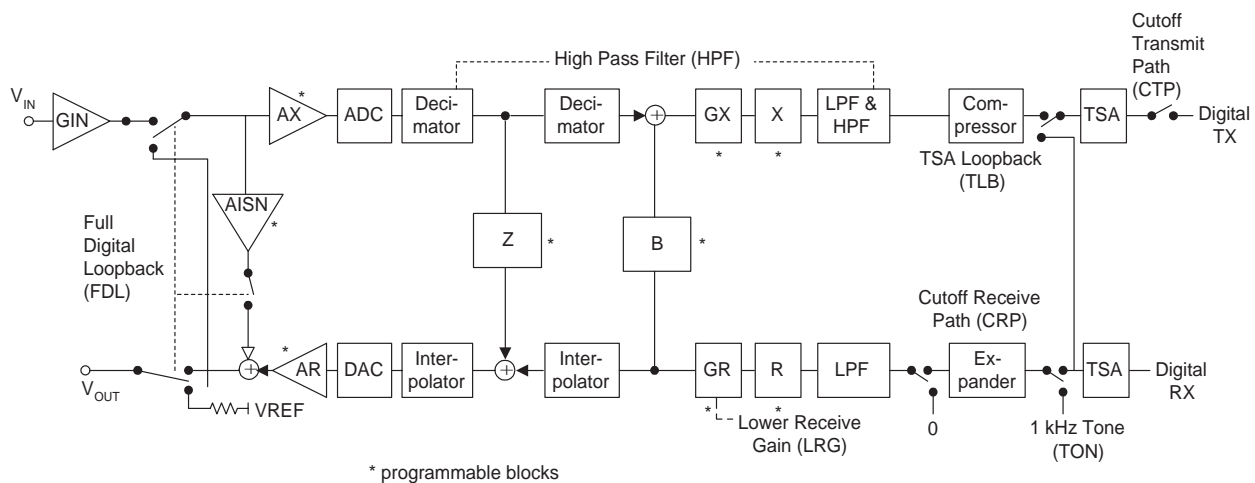 High Pass Filter (HPF)
Cutoff
Transmit
Path
(CTP)
VIN
GIN
*
AX
ADC
Deci-
mator
Deci-
mator
+
GX
*
X
*
LPF &
HPF
Com-
pressor
TSA
Digital
TX
TSA Loopback
(TLB)
AISN
*
Full
Digital
Loopback
(FDL)
Z
*
B
*
Cutoff Receive
Path (CRP)
VOUT
+
*
AR
DAC
Inter-
polator
+
Inter-
polator
GR
*
R
*
LPF
Ex-
pander
TSA
Digital
RX
VREF
Lower Receive
Gain (LRG)
0
1 kHz Tone
(TON)
* programmable blocks